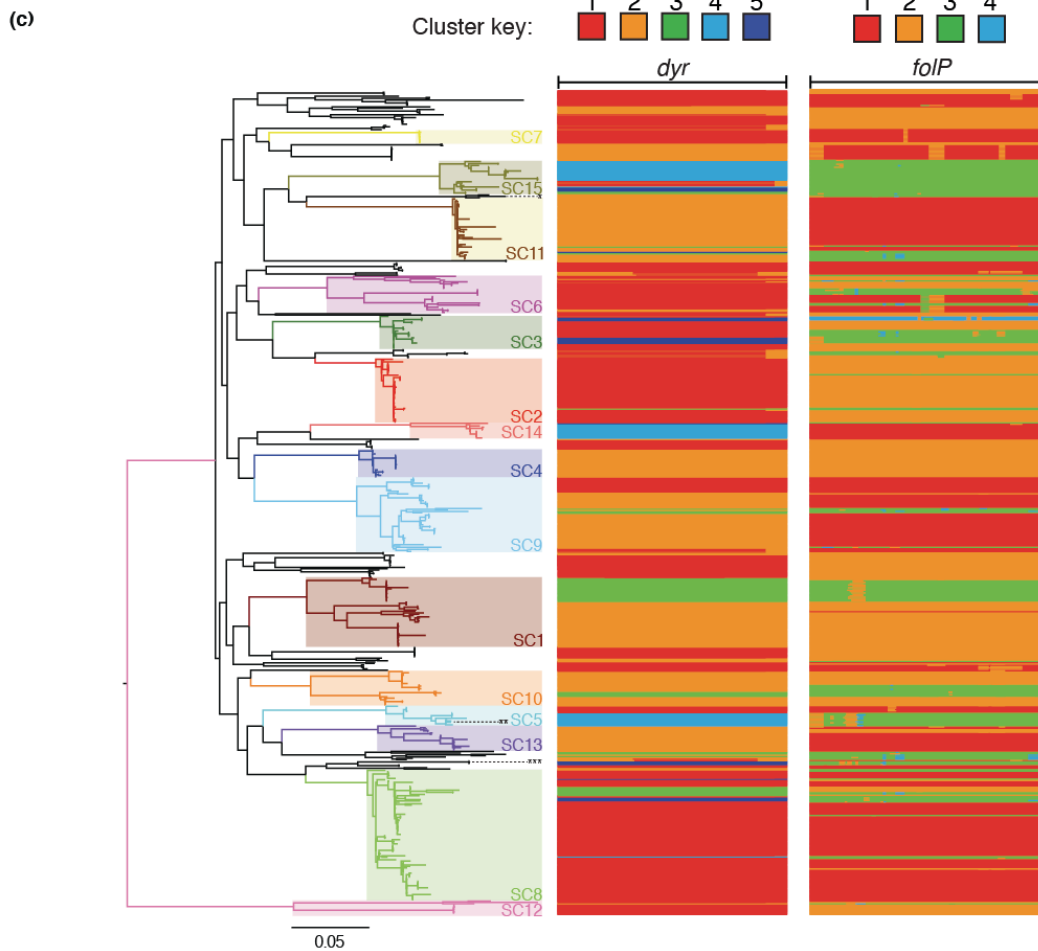 (c)
Cluster key:
1 2 3 4 5
1 2 3 4
dyr
folP
SC7
SC15
*
SC11
SC6
SC3
SC2
SC14
SC4
SC9
SC1
SC10
SC5
**
SC13
***
SC8
SC12
0.05